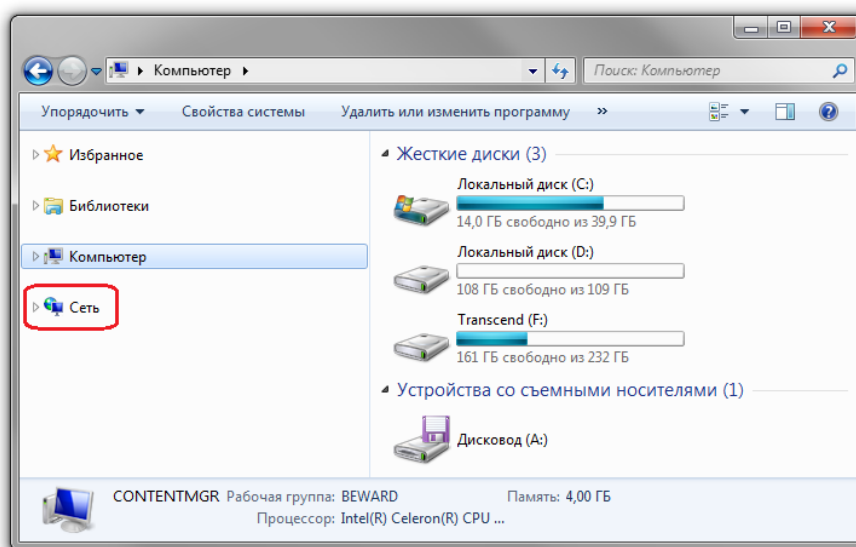 Компьютер
Поиск: Компьютер
Упорядочить Свойства системы Удалить или изменить программу »
Избранное
Библиотеки
Компьютер
Сеть
Жесткие диски (3)
Локальный диск (C:)
14,0 ГБ свободно из 39,9 ГБ
Локальный диск (D:)
108 ГБ свободно из 109 ГБ
Transcend (F:)
161 ГБ свободно из 232 ГБ
Устройства со съемными носителями (1)
Дисковод (A:)
CONTENTMGR Рабочая группа: BEWARD Память: 4,00 ГБ
Процессор: Intel(R) Celeron(R) CPU ...